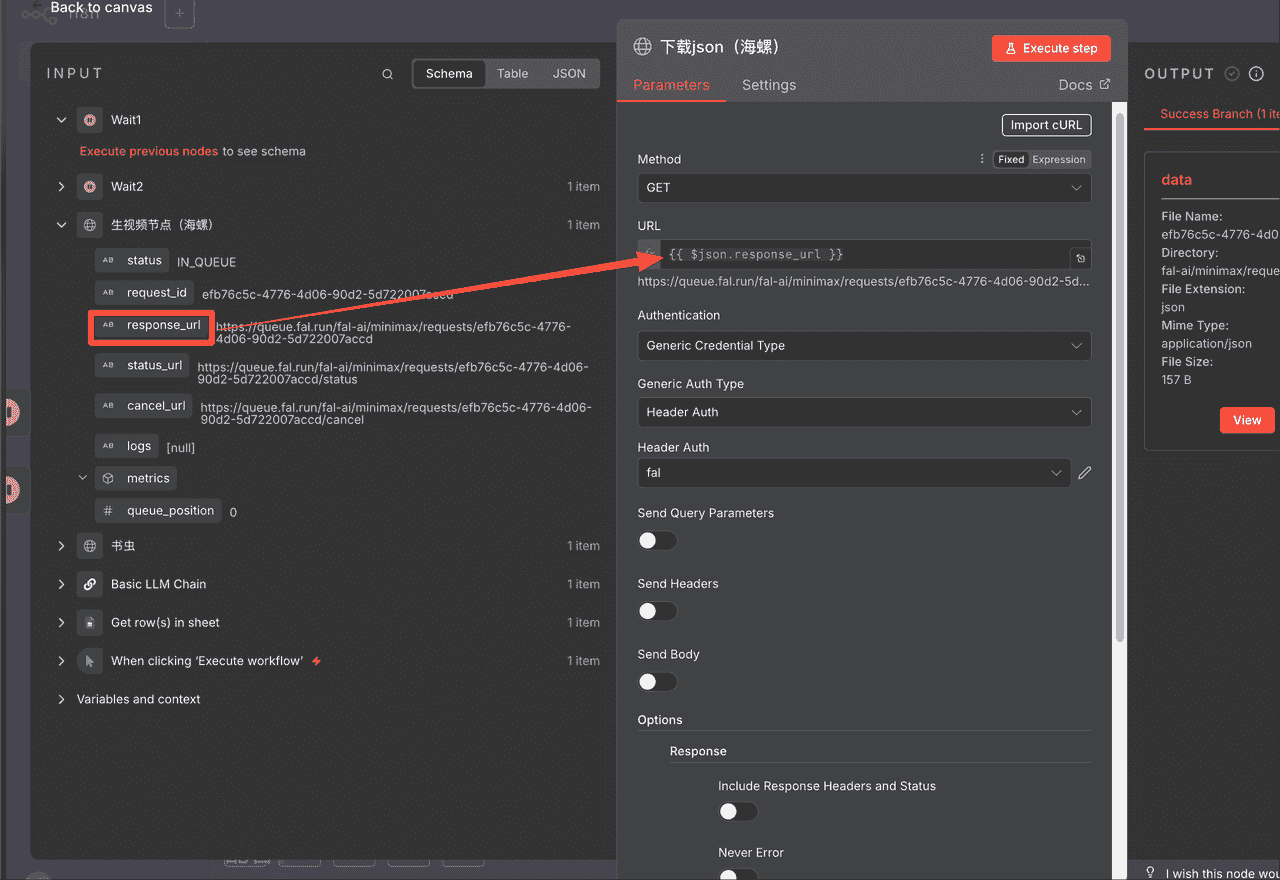 Back to canvas
n8n
INPUT
Schema
Table
JSON
Wait1
Execute previous nodes to see schema
Wait2
1 item
生视频节点（海螺）
1 item
AB status IN_QUEUE
AB request_id efb76c5c-4776-4d06-90d2-5d722007accd
AB response_url https://queue.fal.run/fal-ai/minimax/requests/efb76c5c-4776-
4d06-90d2-5d722007accd
AB status_url https://queue.fal.run/fal-ai/minimax/requests/efb76c5c-4776-4d06-
90d2-5d722007accd/status
AB cancel_url https://queue.fal.run/fal-ai/minimax/requests/efb76c5c-4776-4d06-
90d2-5d722007accd/cancel
AB logs [null]
metrics
# queue_position 0
书虫
1 item
Basic LLM Chain
1 item
Get row(s) in sheet
1 item
When clicking ‘Execute workflow’
1 item
Variables and context
下载json（海螺）
Execute step
Parameters
Settings
Docs
Import cURL
Method
Fixed Expression
GET
URL
{{ $json.response_url }}
https://queue.fal.run/fal-ai/minimax/requests/efb76c5c-4776-4d06-90d2-5d...
Authentication
Generic Credential Type
Generic Auth Type
Header Auth
Header Auth
fal
Send Query Parameters
Send Headers
Send Body
Options
Response
Include Response Headers and Status
Never Error
OUTPUT
Success Branch (1 ite
data
File Name:
efb76c5c-4776-4d0
Directory:
fal-ai/minimax/reque
File Extension:
json
Mime Type:
application/json
File Size:
157 B
View
I wish this node wou